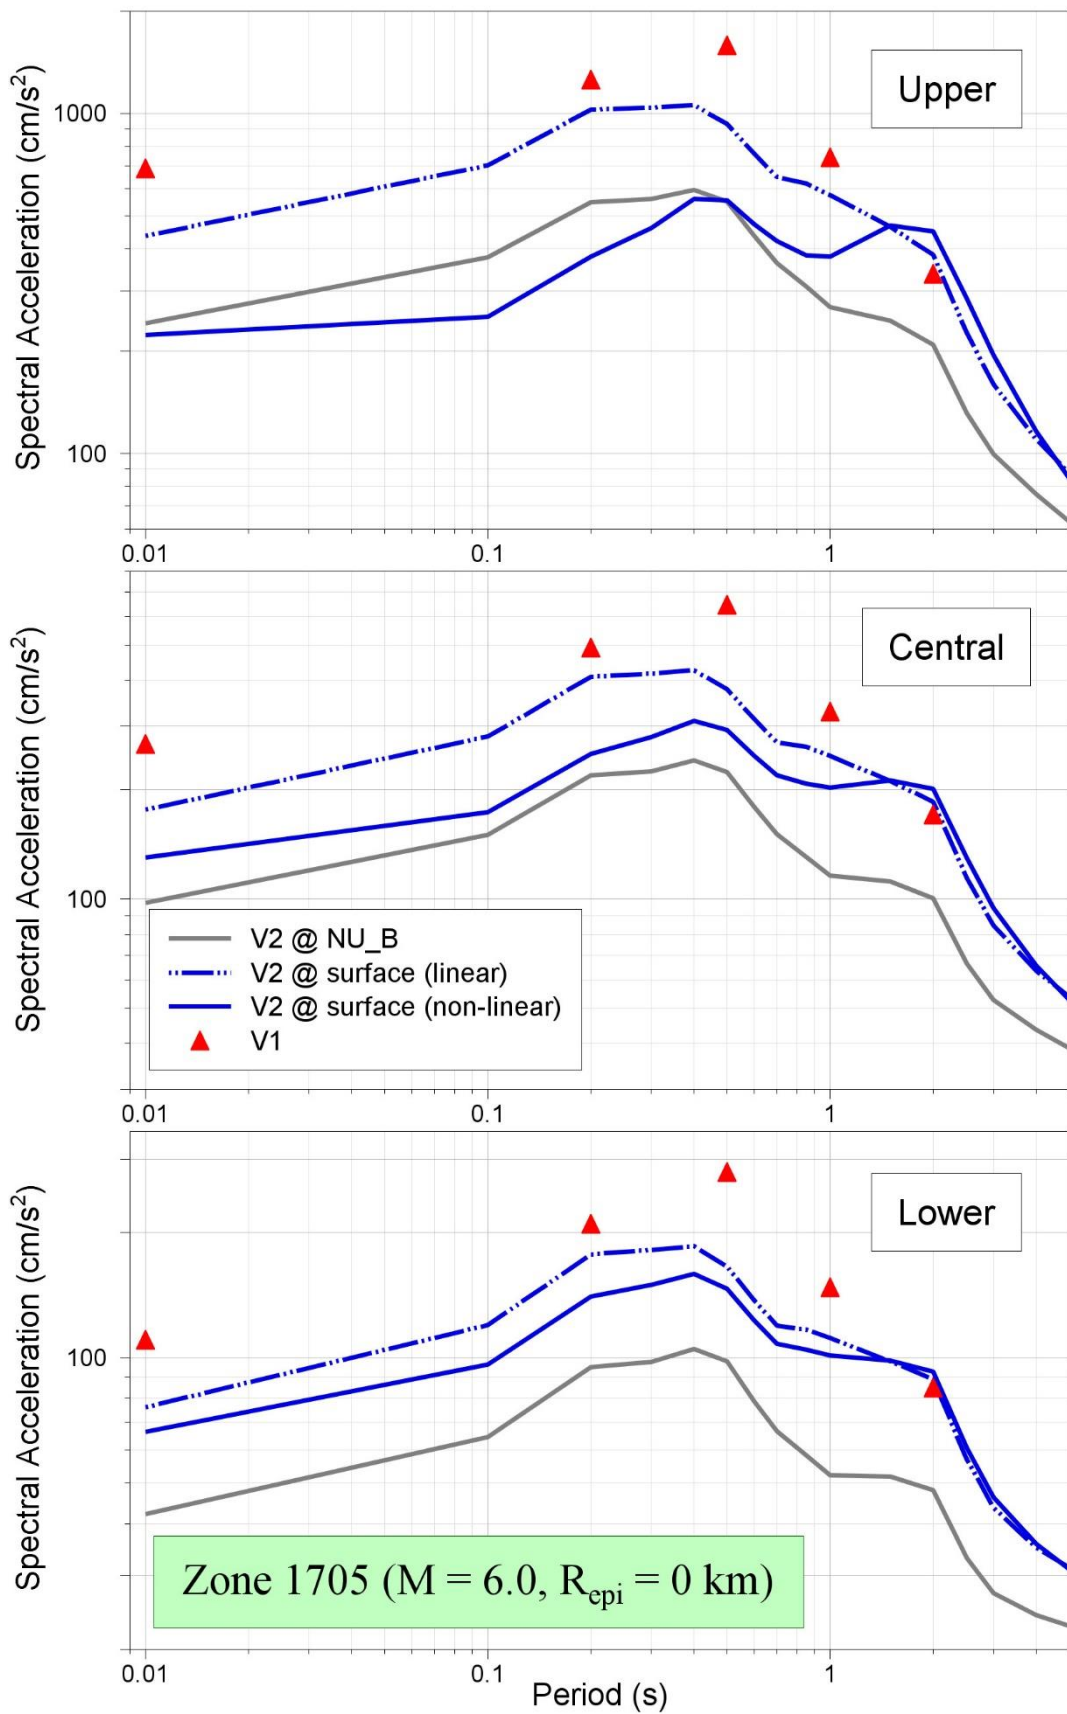 Upper
Spectral Acceleration (cm/s²)
1000
100
0.01 0.1 1
Central
Spectral Acceleration (cm/s²)
100
V2 @ NU_B
V2 @ surface (linear)
V2 @ surface (non-linear)
V1
0.01 0.1 1
Lower
Spectral Acceleration (cm/s²)
100
Zone 1705 (M = 6.0, Repi = 0 km)
0.01 0.1 1
Period (s)